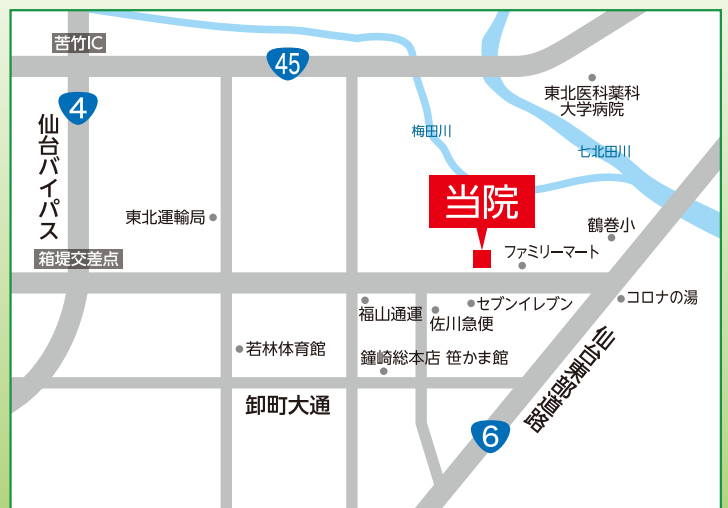 苦竹IC
45
4
仙台バイパス
東北医科薬科
大学病院
梅田川
七北田川
当院
東北運輸局
鶴巻小
箱堤交差点
ファミリーマート
コロナの湯
セブンイレブン
福山通運
佐川急便
若林体育館
鐘崎総本店 笹かま館
仙台東部道路
卸町大通
6